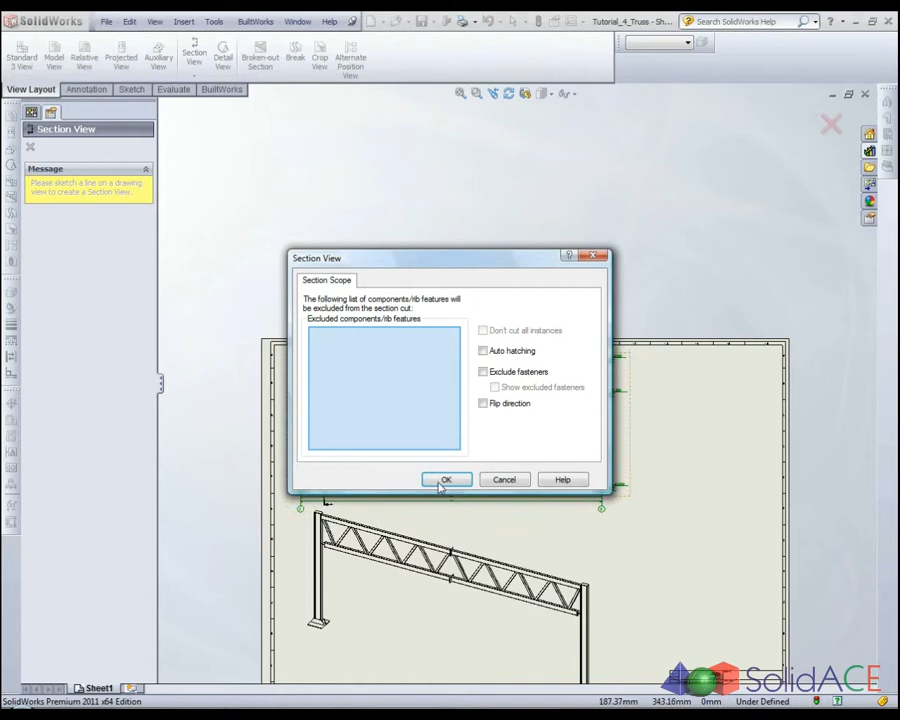 SolidWorks
File Edit View Insert Tools BuiltWorks Window Help
Tutorial_4_Truss - Sh...
Search SolidWorks Help
Standard 3 View
Model View
Relative View
Projected View
Auxiliary View
Section View
Detail View
Broken-out Section
Break
Crop View
Alternate Position View
View Layout Annotation Sketch Evaluate BuiltWorks
Section View
Message
Please sketch a line on a drawing
view to create a Section View.
Section View
Section Scope
The following list of components/rib features will
be excluded from the section cut:
Excluded components/rib features
Don't cut all instances
Auto hatching
Exclude fasteners
Show excluded fasteners
Flip direction
OK Cancel Help
Sheet1
SolidACE
SolidWorks Premium 2011 x64 Edition
187.37mm 343.16mm 0mm Under Defined